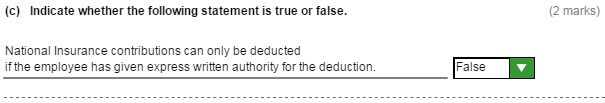 (c) Indicate whether the following statement is true or false. (2 marks)
National Insurance contributions can only be deducted
if the employee has given express written authority for the deduction. False